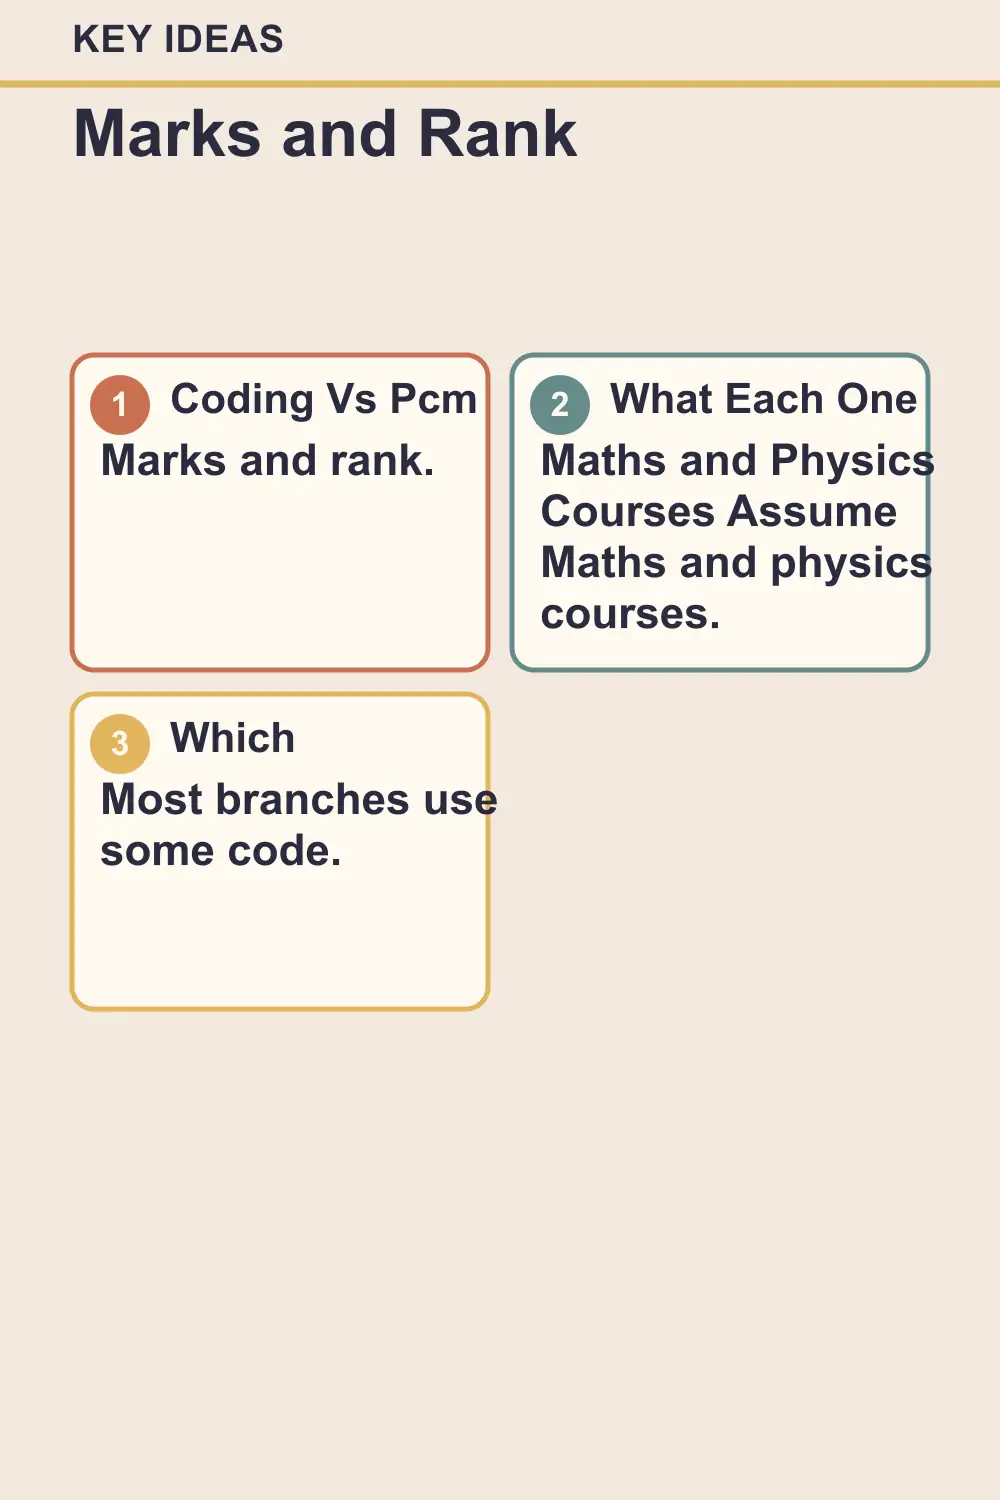 KEY IDEAS
Marks and Rank
1 Coding Vs Pcm
Marks and rank.
2 What Each One
Maths and Physics
Courses Assume
Maths and physics
courses.
3 Which
Most branches use
some code.